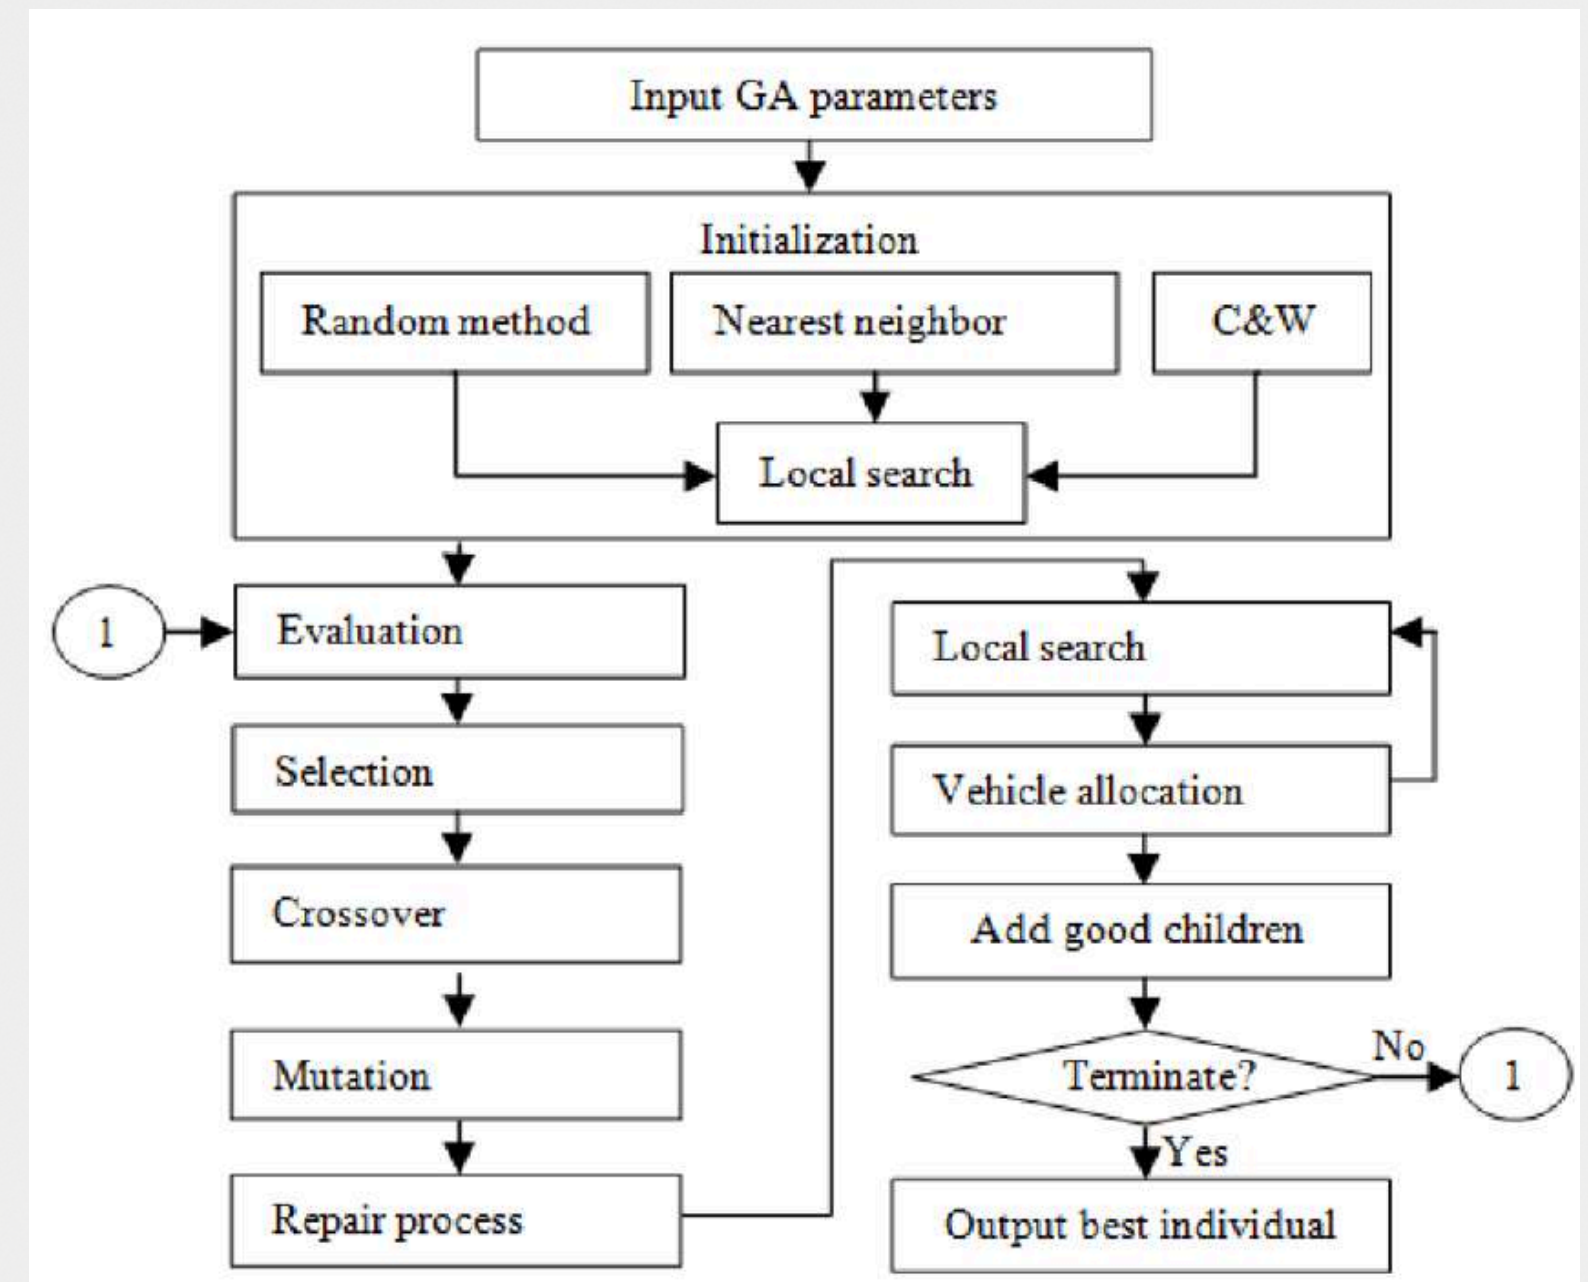 Input GA parameters
Initialization
Random method
Nearest neighbor
C&W
Local search
1
Evaluation
Selection
Crossover
Mutation
Repair process
Local search
Vehicle allocation
Add good children
Terminate?
No
1
Yes
Output best individual